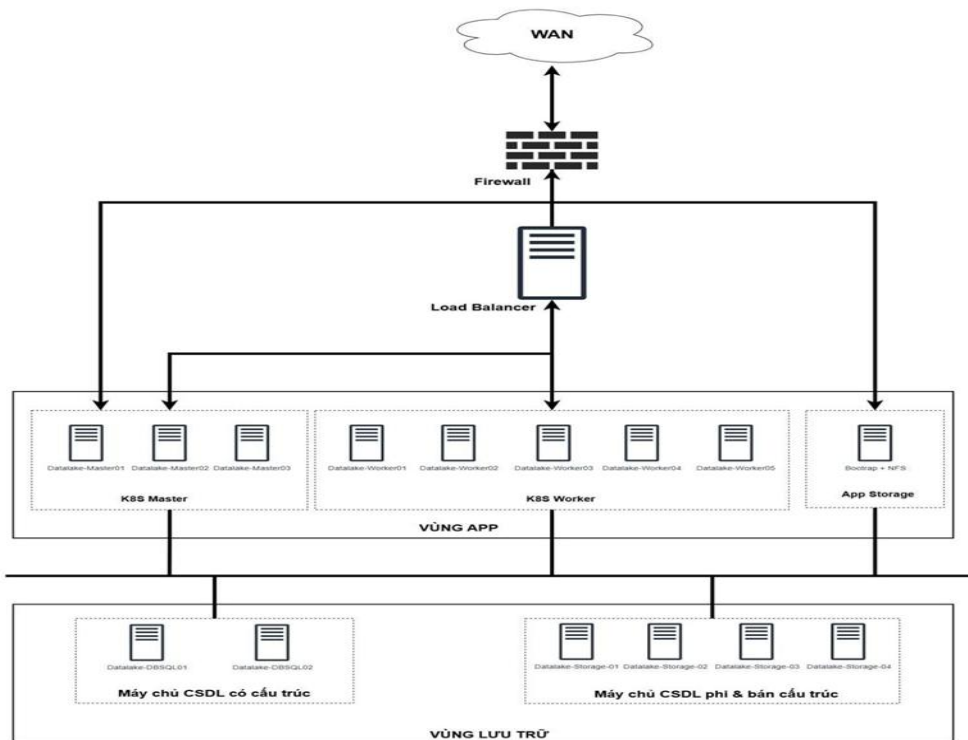 WAN
Firewall
Load Balancer
Datalake-Master01 Datalake-Master02 Datalake-Master03
K8S Master
Datalake-Worker01 Datalake-Worker02 Datalake-Worker03 Datalake-Worker04 Datalake-Worker05
K8S Worker
Bootrap + NFS
App Storage
VÙNG APP
Datalake-DBSQL01 Datalake-DBSQL02
Máy chủ CSDL có cấu trúc
Datalake-Storage-01 Datalake-Storage-02 Datalake-Storage-03 Datalake-Storage-04
Máy chủ CSDL phi & bán cấu trúc
VÙNG LƯU TRỮ